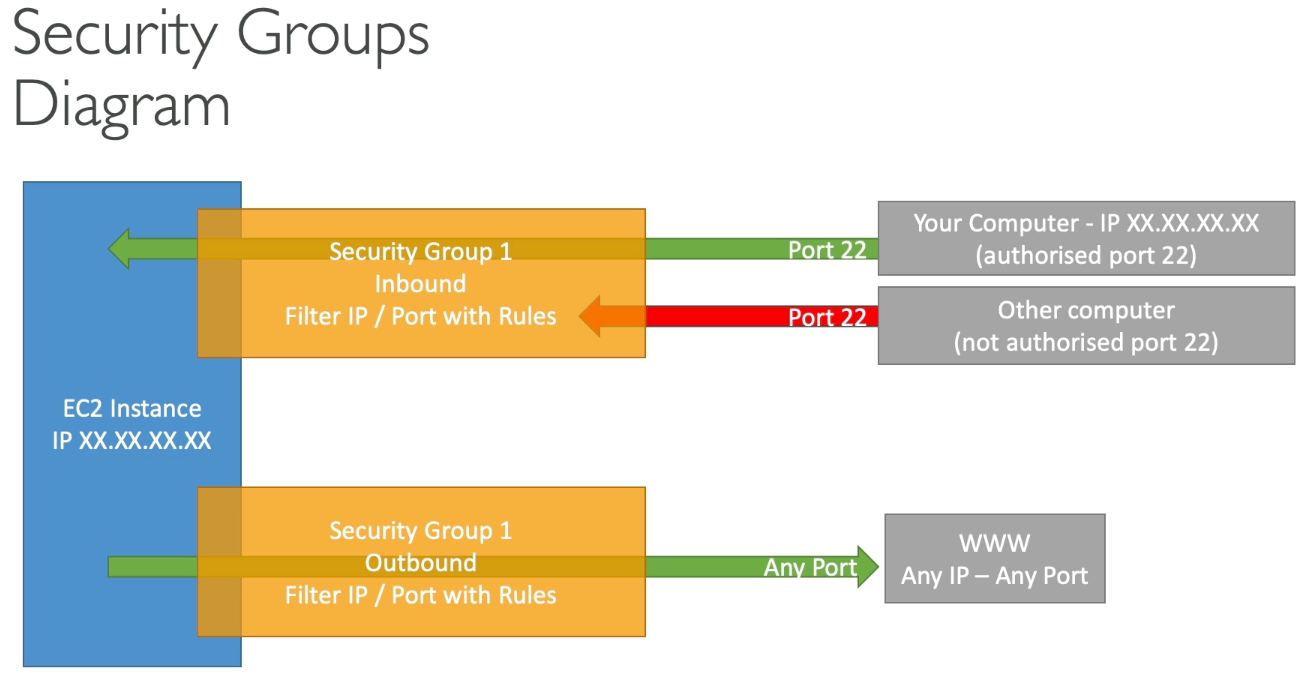 Security Groups
Diagram
Security Group 1
Inbound
Filter IP / Port with Rules
Port 22
Your Computer - IP XX.XX.XX.XX
(authorised port 22)
Port 22
Other computer
(not authorised port 22)
EC2 Instance
IP XX.XX.XX.XX
Security Group 1
Outbound
Filter IP / Port with Rules
Any Port
WWW
Any IP – Any Port